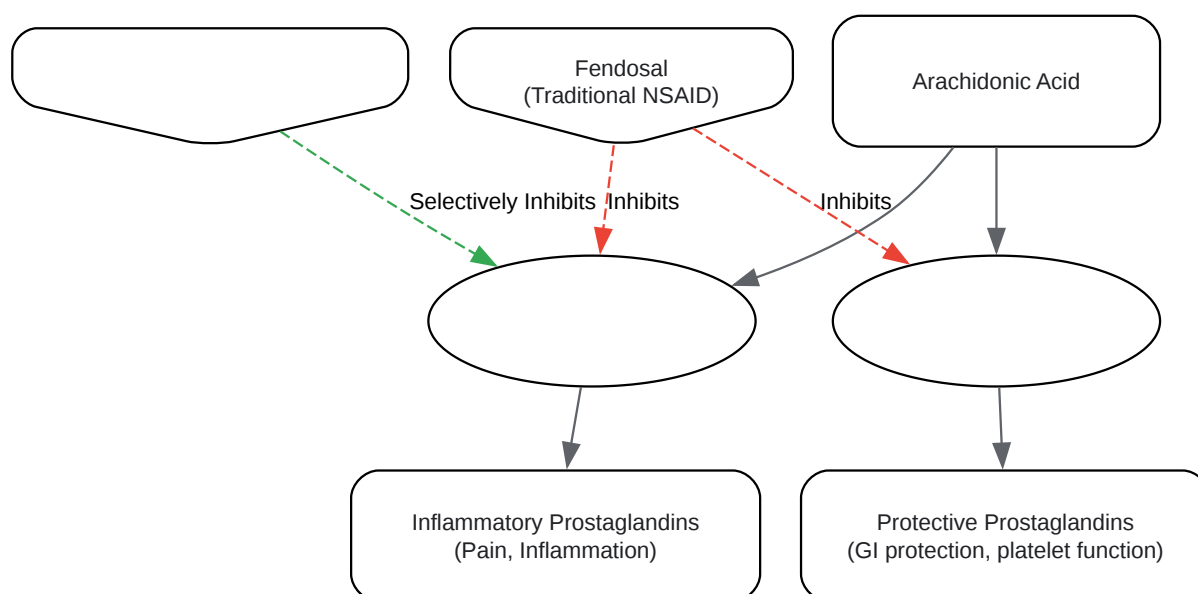 Fendosal
(Traditional NSAID)
Arachidonic Acid
Selectively Inhibits
Inhibits
Inhibits
Inflammatory Prostaglandins
(Pain, Inflammation)
Protective Prostaglandins
(GI protection, platelet function)